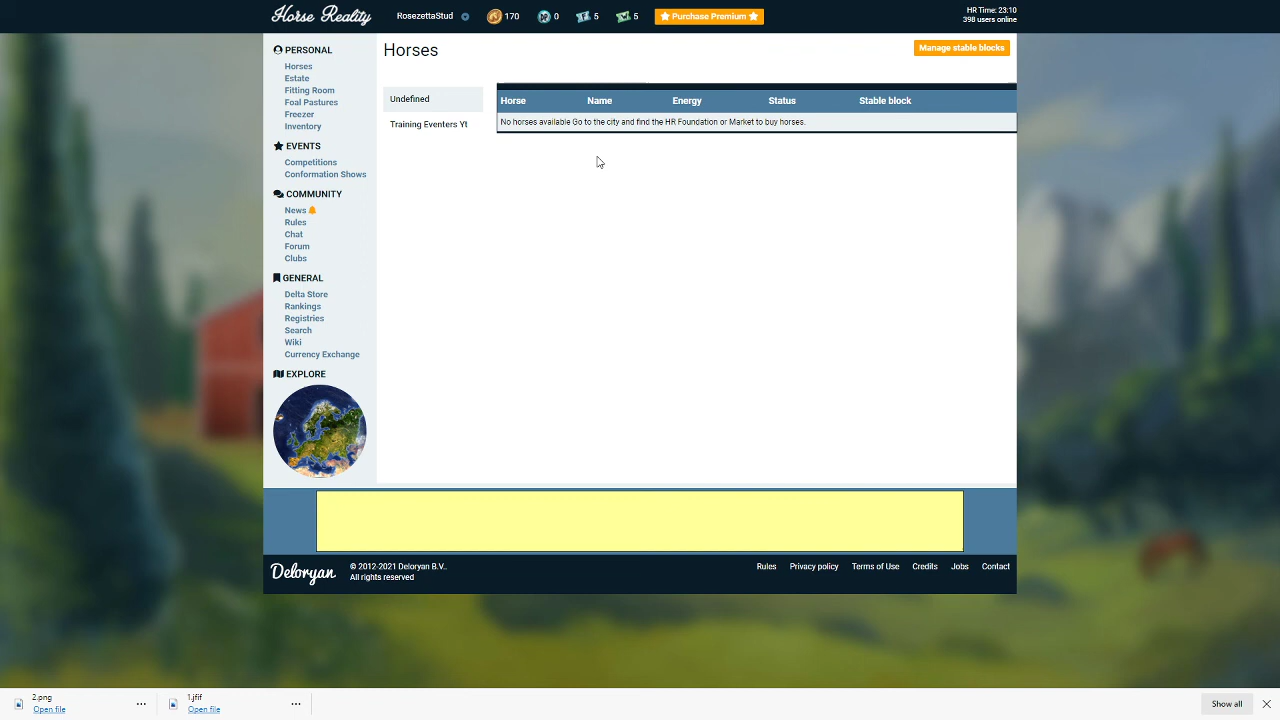 Horse Reality
RosezettaStud
170
0
5
5
Purchase Premium
HR Time: 23:10
398 users online
PERSONAL
Horses
Estate
Fitting Room
Foal Pastures
Freezer
Inventory
EVENTS
Competitions
Conformation Shows
COMMUNITY
News
Rules
Chat
Forum
Clubs
GENERAL
Delta Store
Rankings
Registries
Search
Wiki
Currency Exchange
EXPLORE
Horses
Manage stable blocks
Undefined
Training Eventers Yt
Horse Name Energy Status Stable block
No horses available Go to the city and find the HR Foundation or Market to buy horses.
Deloryan
© 2012-2021 Deloryan B.V..
All rights reserved
Rules Privacy policy Terms of Use Credits Jobs Contact
2.png
Open file
1.jfif
Open file
Show all